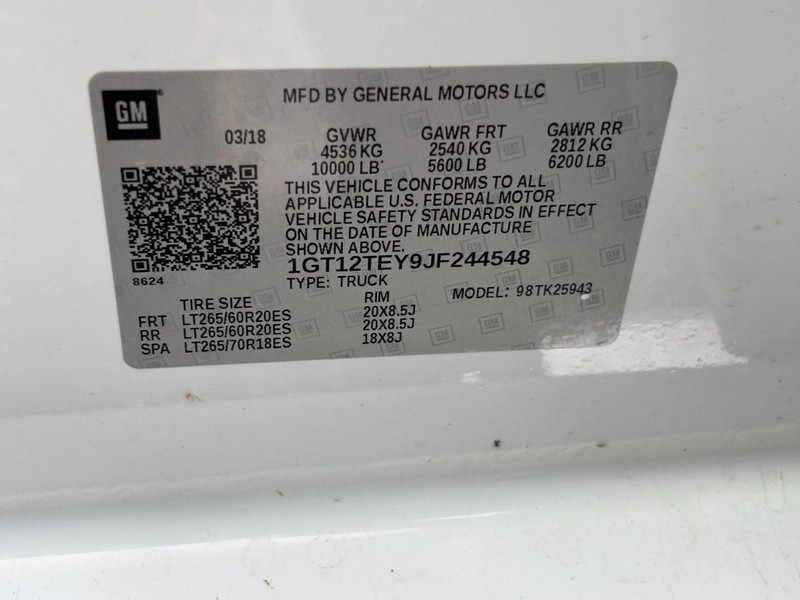 GM
MFD BY GENERAL MOTORS LLC
03/18 GVWR GAWR FRT GAWR RR
4536 KG 2540 KG 2812 KG
10000 LB 5600 LB 6200 LB
THIS VEHICLE CONFORMS TO ALL
APPLICABLE U.S. FEDERAL MOTOR
VEHICLE SAFETY STANDARDS IN EFFECT
ON THE DATE OF MANUFACTURE
SHOWN ABOVE.
8624
1GT12TEY9JF244548
TYPE: TRUCK MODEL: 98TK25943
TIRE SIZE RIM
FRT LT265/60R20ES 20X8.5J
RR LT265/60R20ES 20X8.5J
SPA LT265/70R18ES 18X8J